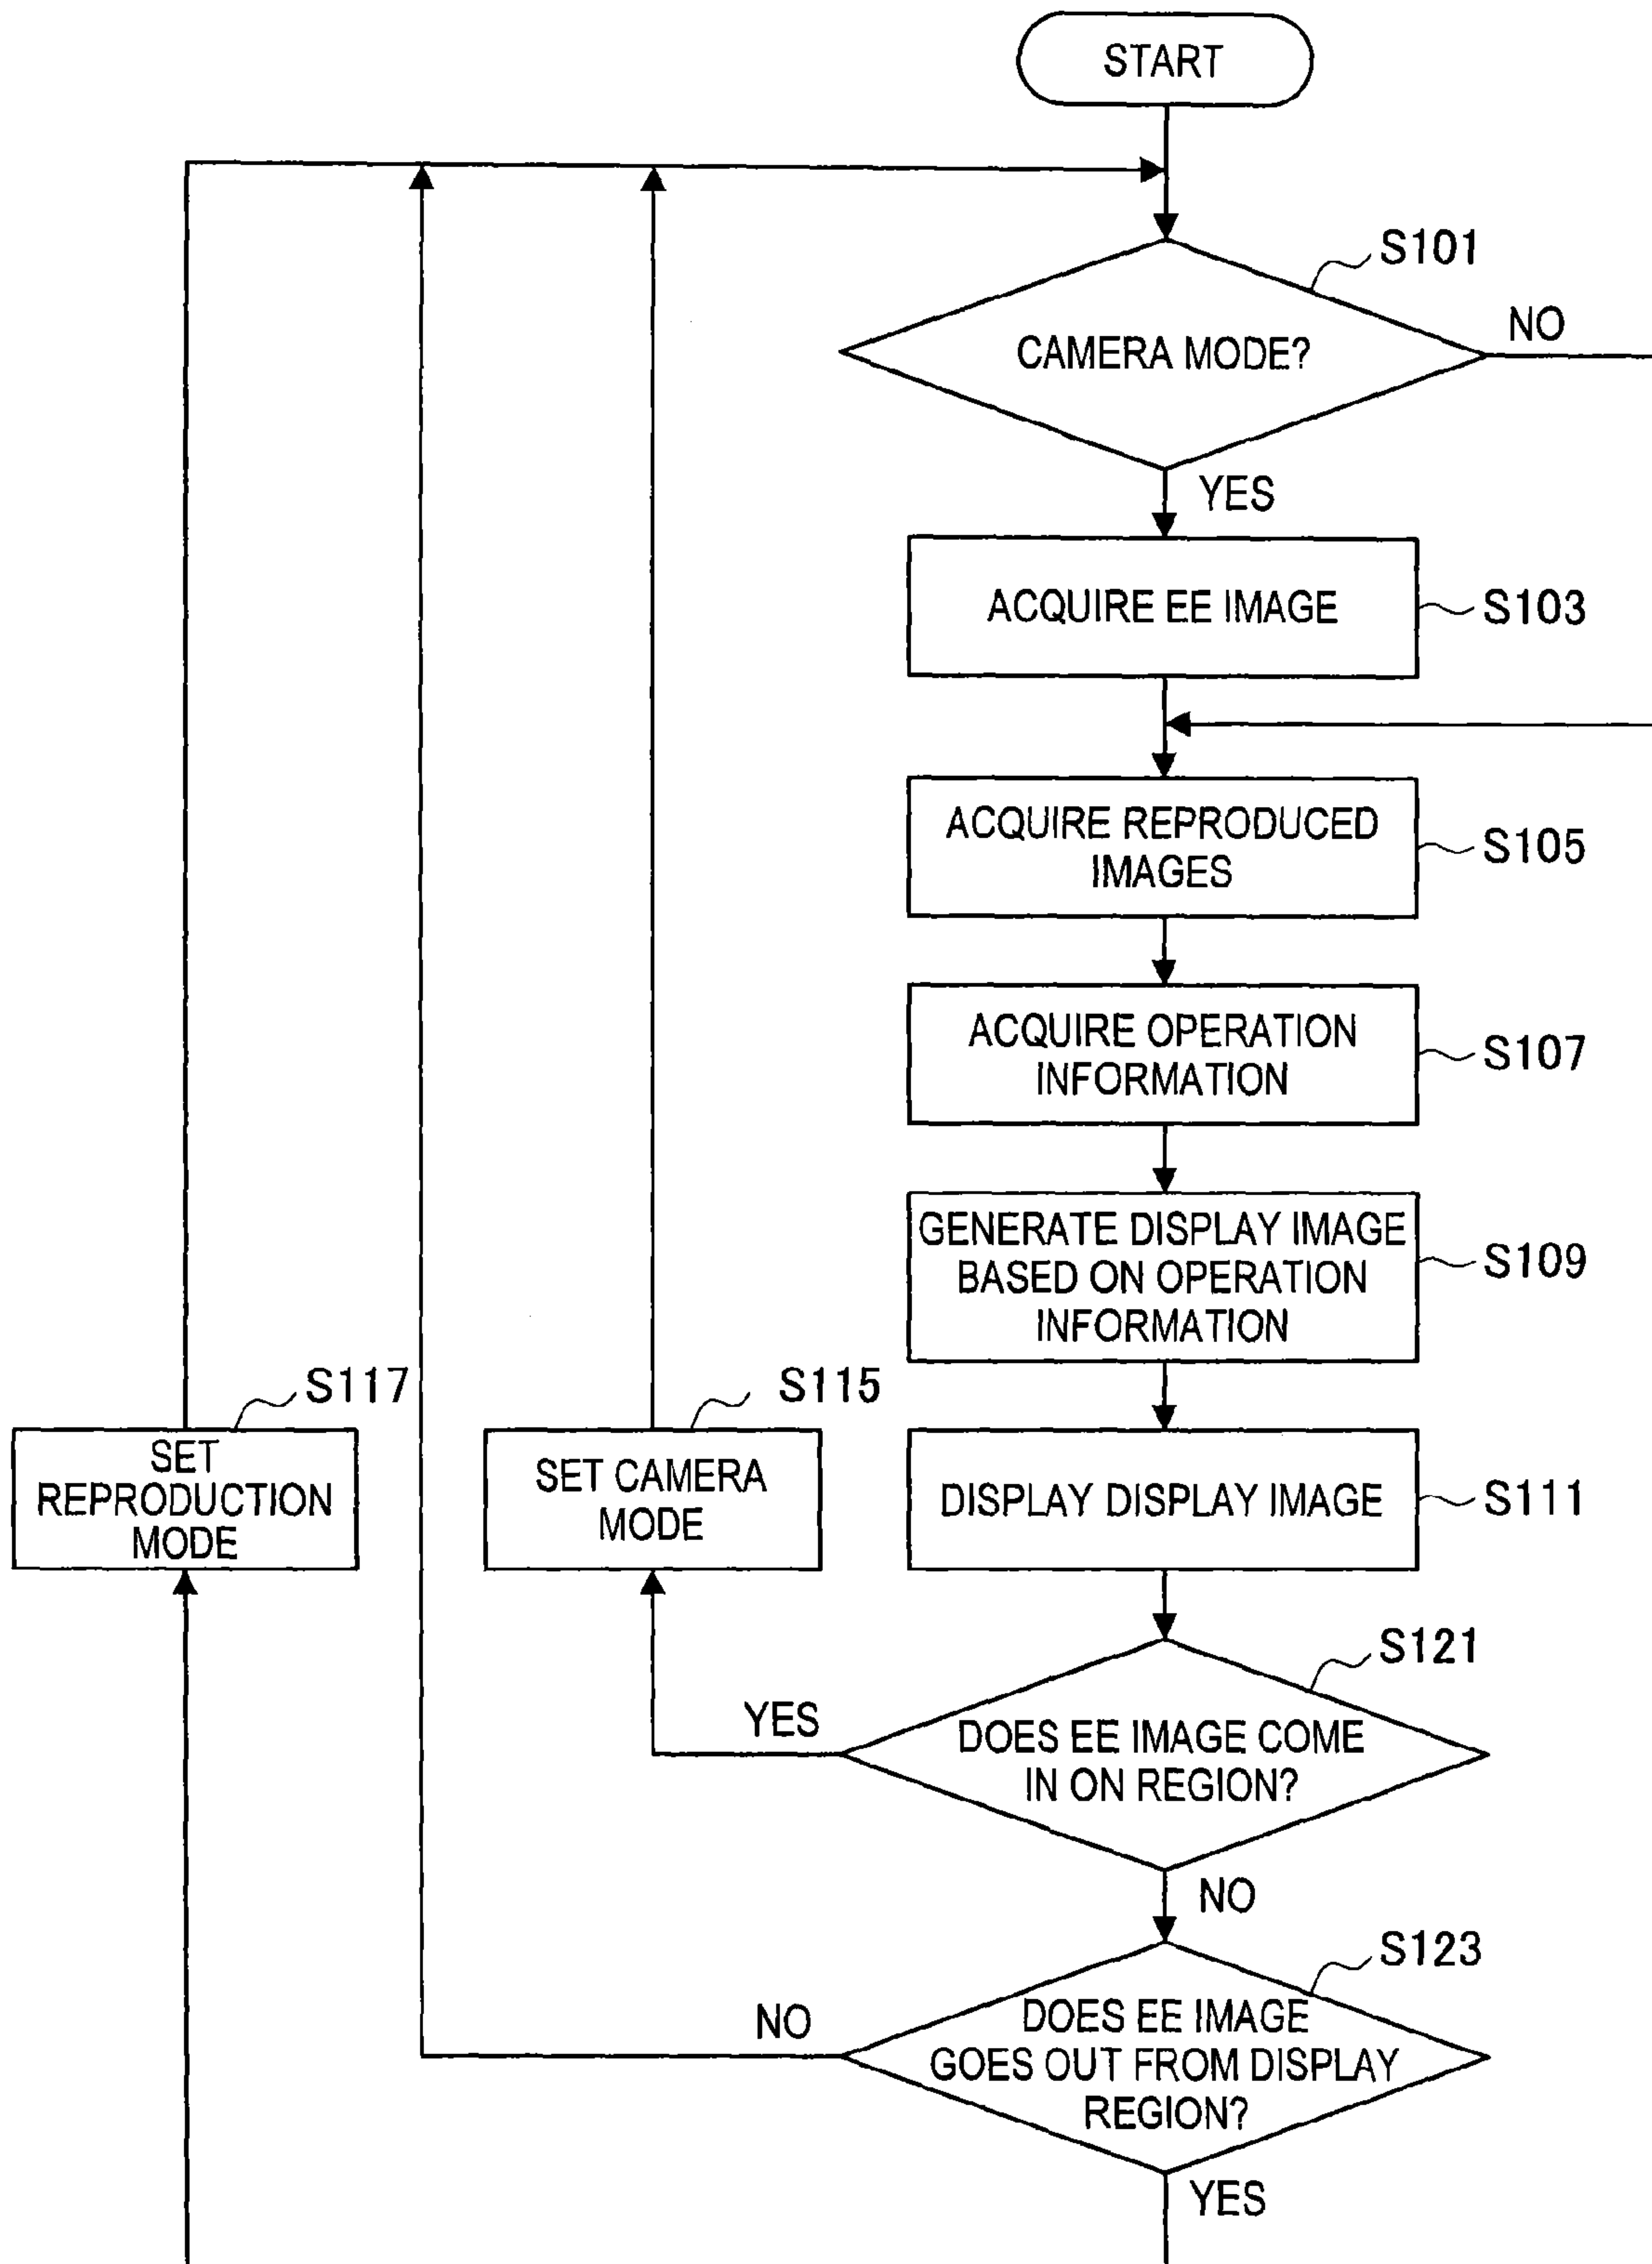 START
S101
CAMERA MODE?
NO
YES
ACQUIRE EE IMAGE
S103
ACQUIRE REPRODUCED
IMAGES
S105
ACQUIRE OPERATION
INFORMATION
S107
GENERATE DISPLAY IMAGE
BASED ON OPERATION
INFORMATION
S109
S117
SET
REPRODUCTION
MODE
S115
SET CAMERA
MODE
DISPLAY DISPLAY IMAGE
S111
S121
YES
DOES EE IMAGE COME
IN ON REGION?
NO
S123
NO
DOES EE IMAGE
GOES OUT FROM DISPLAY
REGION?
YES